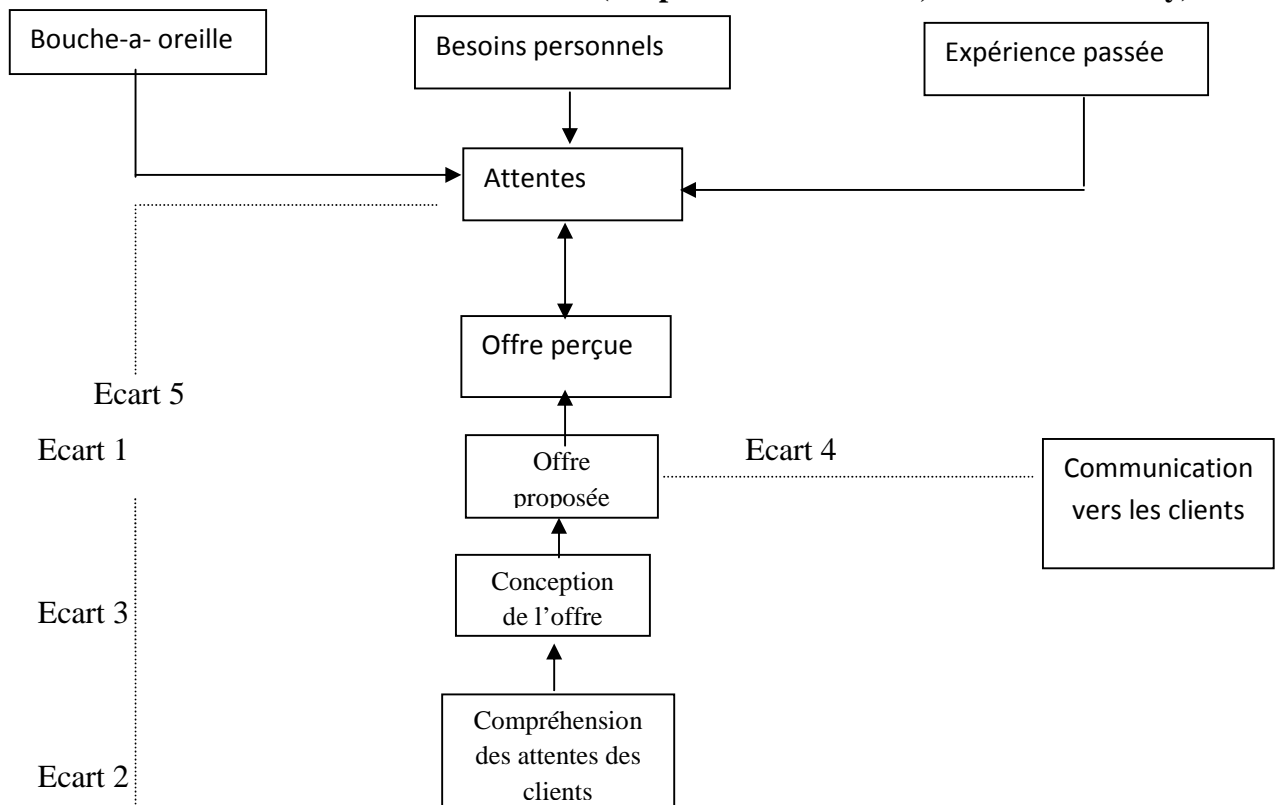 Bouche-a- oreille
Besoins personnels
Expérience passée
Attentes
Offre perçue
Ecart 5
Ecart 1
Offre
proposée
Ecart 4
Communication
vers les clients
Conception
de l’offre
Ecart 3
Compréhension
des attentes des
clients
Ecart 2